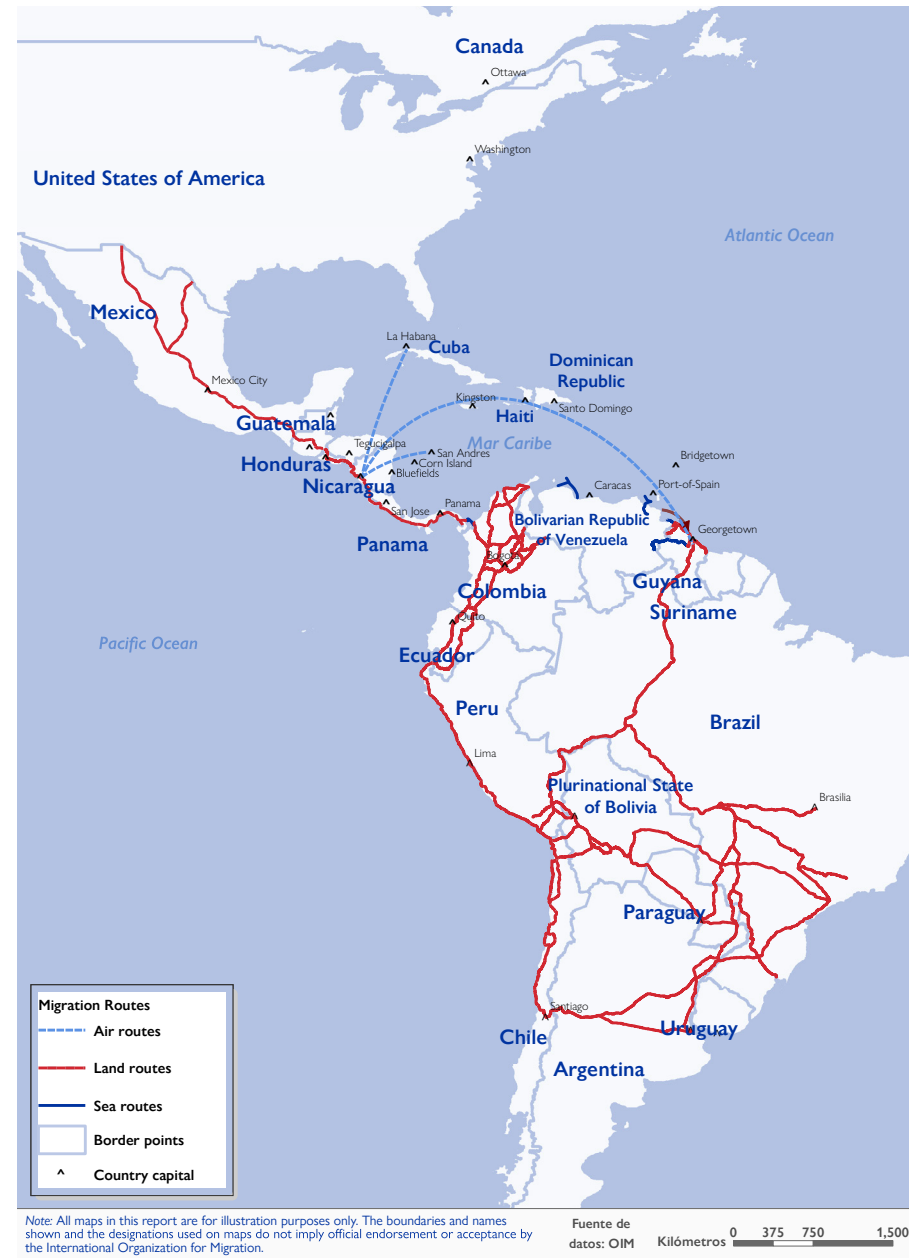 Canada
Ottawa
Washington
United States of America
Atlantic Ocean
Mexico
La Habana
Cuba
Dominican
Republic
Mexico City
Kingston
Haiti
Santo Domingo
Guatemala
Mar Caribe
Tegucigalpa
San Andres
Honduras
Corn Island
Bridgetown
Bluefields
Nicaragua
Caracas
Port-of-Spain
San Jose
Panama
Bolivarian Republic
of Venezuela
Georgetown
Panama
Bogota
Guyana
Colombia
Suriname
Quito
Pacific Ocean
Ecuador
Peru
Brazil
Lima
Plurinational State
of Bolivia
Brasilia
Paraguay
Santiago
Chile
Uruguay
Argentina
Migration Routes
Air routes
Land routes
Sea routes
Border points
Country capital
Note: All maps in this report are for illustration purposes only. The boundaries and names
shown and the designations used on maps do not imply official endorsement or acceptance by
the International Organization for Migration.
Fuente de
datos: OIM
Kilómetros
0 375 750 1,500